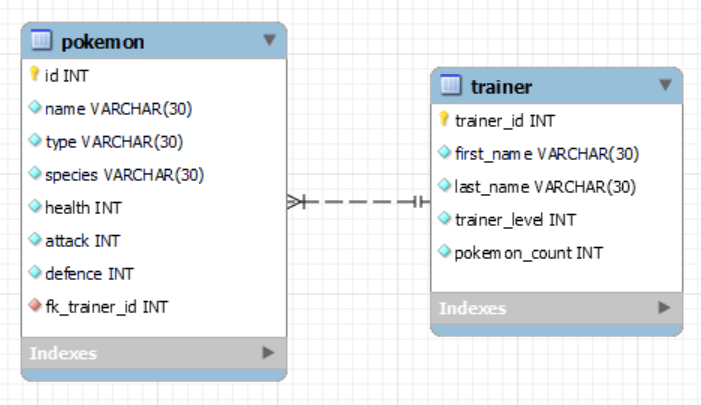 pokemon
id INT
name VARCHAR(30)
type VARCHAR(30)
species VARCHAR(30)
health INT
attack INT
defence INT
fk_trainer_id INT
Indexes
trainer
trainer_id INT
first_name VARCHAR(30)
last_name VARCHAR(30)
trainer_level INT
pokemon_count INT
Indexes